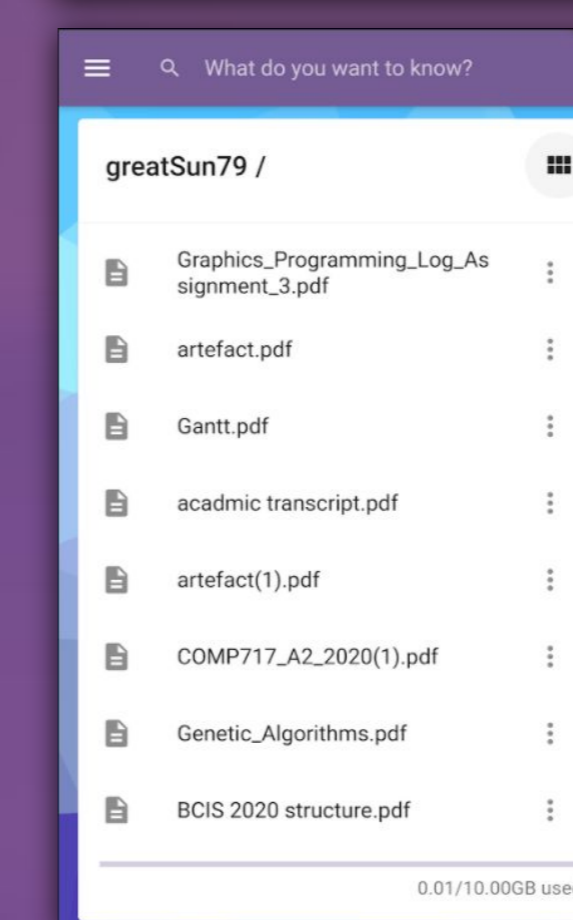 What do you want to know?
greatSun79 /
Graphics_Programming_Log_As
signment_3.pdf
artefact.pdf
Gantt.pdf
acadmic transcript.pdf
artefact(1).pdf
COMP717_A2_2020(1).pdf
Genetic_Algorithms.pdf
BCIS 2020 structure.pdf
0.01/10.00GB used